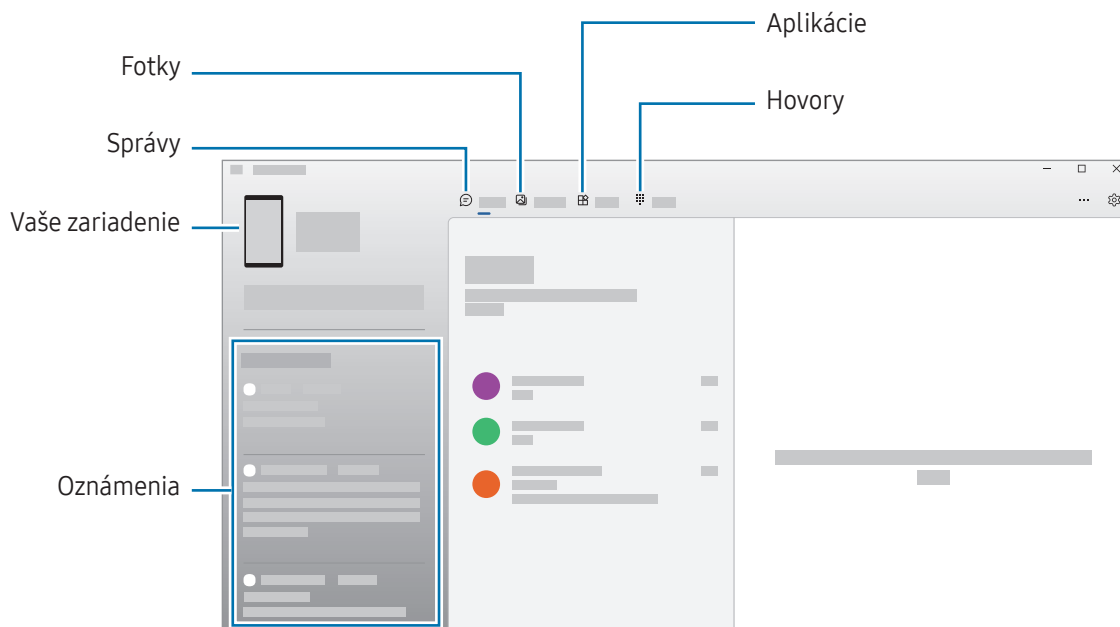 Aplikácie
Fotky
Hovory
Správy
Vaše zariadenie
Oznámenia